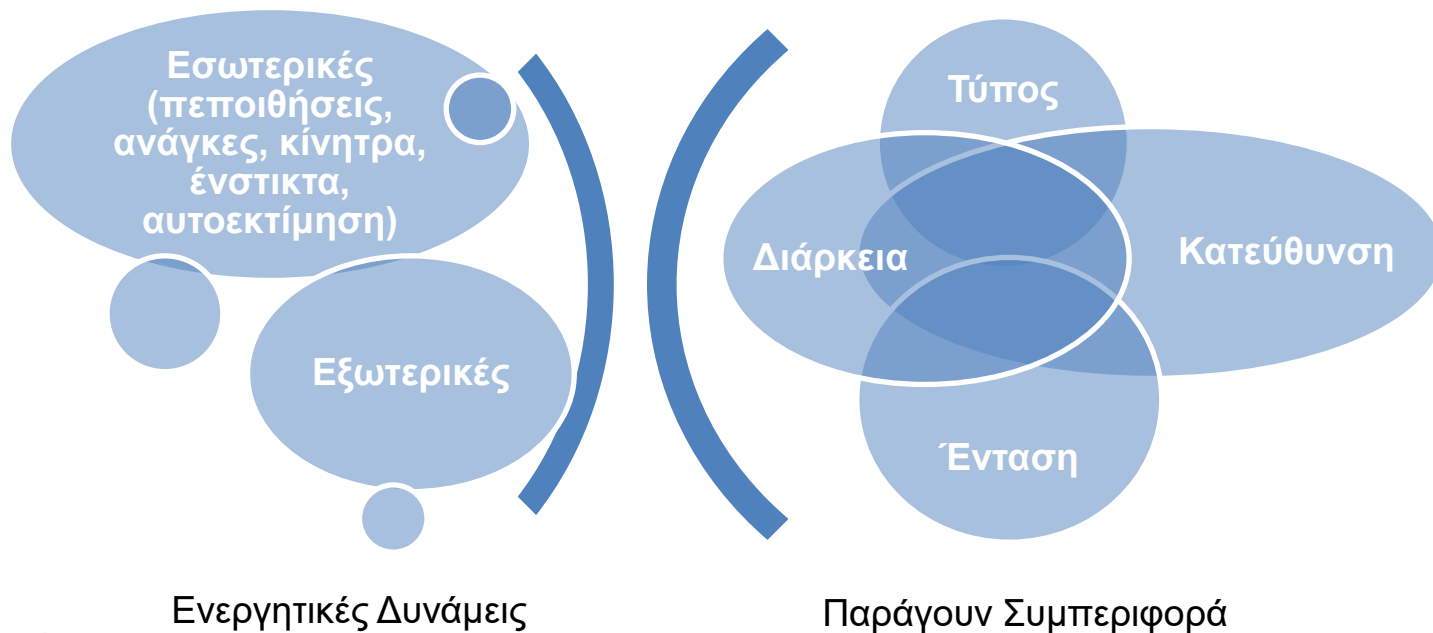 Εσωτερικές
(πεποιθήσεις,
ανάγκες, κίνητρα,
ένστικτα,
αυτοεκτίμηση)
Εξωτερικές
Ενεργητικές Δυνάμεις
Τύπος
Διάρκεια
Κατεύθυνση
Ένταση
Παράγουν Συμπεριφορά